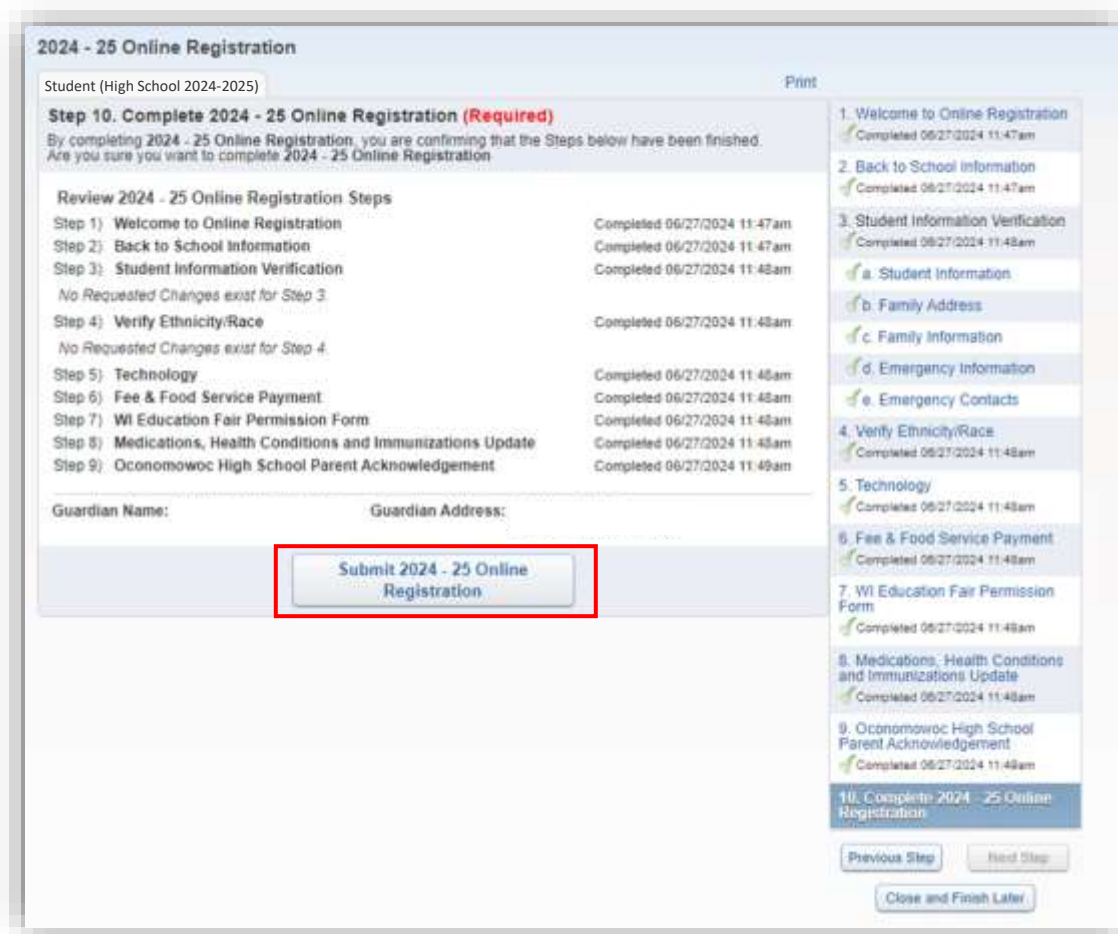 2024 - 25 Online Registration
Student (High School 2024-2025)
Print
Step 10. Complete 2024 - 25 Online Registration (Required)
By completing 2024 - 25 Online Registration, you are confirming that the Steps below have been finished.
Are you sure you want to complete 2024 - 25 Online Registration
Review 2024 - 25 Online Registration Steps
Step 1) Welcome to Online Registration Completed 06/27/2024 11:47am
Step 2) Back to School Information Completed 06/27/2024 11:47am
Step 3) Student Information Verification Completed 06/27/2024 11:48am
No Requested Changes exist for Step 3.
Step 4) Verify Ethnicity/Race Completed 06/27/2024 11:48am
No Requested Changes exist for Step 4.
Step 5) Technology Completed 06/27/2024 11:48am
Step 6) Fee & Food Service Payment Completed 06/27/2024 11:48am
Step 7) WI Education Fair Permission Form Completed 06/27/2024 11:48am
Step 8) Medications, Health Conditions and Immunizations Update Completed 06/27/2024 11:48am
Step 9) Oconomowoc High School Parent Acknowledgement Completed 06/27/2024 11:49am
Guardian Name: Guardian Address:
Submit 2024 - 25 Online
Registration
1. Welcome to Online Registration
Completed 06/27/2024 11:47am
2. Back to School Information
Completed 06/27/2024 11:47am
3. Student Information Verification
Completed 06/27/2024 11:48am
a. Student Information
b. Family Address
c. Family Information
d. Emergency Information
e. Emergency Contacts
4. Verify Ethnicity/Race
Completed 06/27/2024 11:48am
5. Technology
Completed 06/27/2024 11:48am
6. Fee & Food Service Payment
Completed 06/27/2024 11:48am
7. WI Education Fair Permission
Form
Completed 06/27/2024 11:48am
8. Medications, Health Conditions
and Immunizations Update
Completed 06/27/2024 11:48am
9. Oconomowoc High School
Parent Acknowledgement
Completed 06/27/2024 11:49am
10. Complete 2024 - 25 Online
Registration
Previous Step Next Step
Close and Finish Later